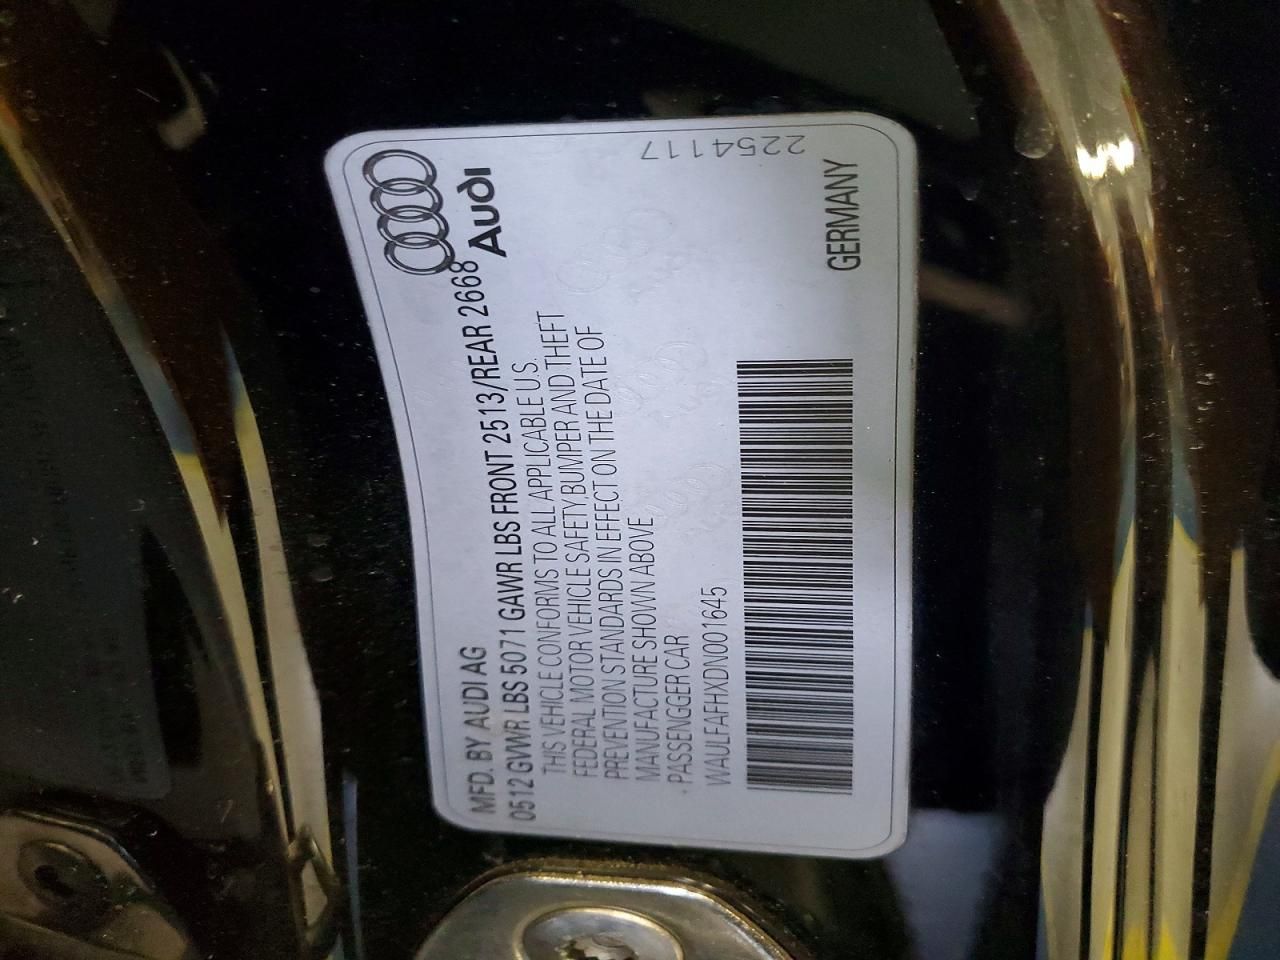 Audi
MFD. BY AUDI AG
0512 GVWR LBS 5071 GAWR LBS FRONT 2513/REAR 2668
THIS VEHICLE CONFORMS TO ALL APPLICABLE U.S.
FEDERAL MOTOR VEHICLE SAFETY BUMPER AND THEFT
PREVENTION STANDARDS IN EFFECT ON THE DATE OF
MANUFACTURE SHOWN ABOVE
PASSENGGER CAR
WAULFAFHXDN001645
GERMANY
2254117